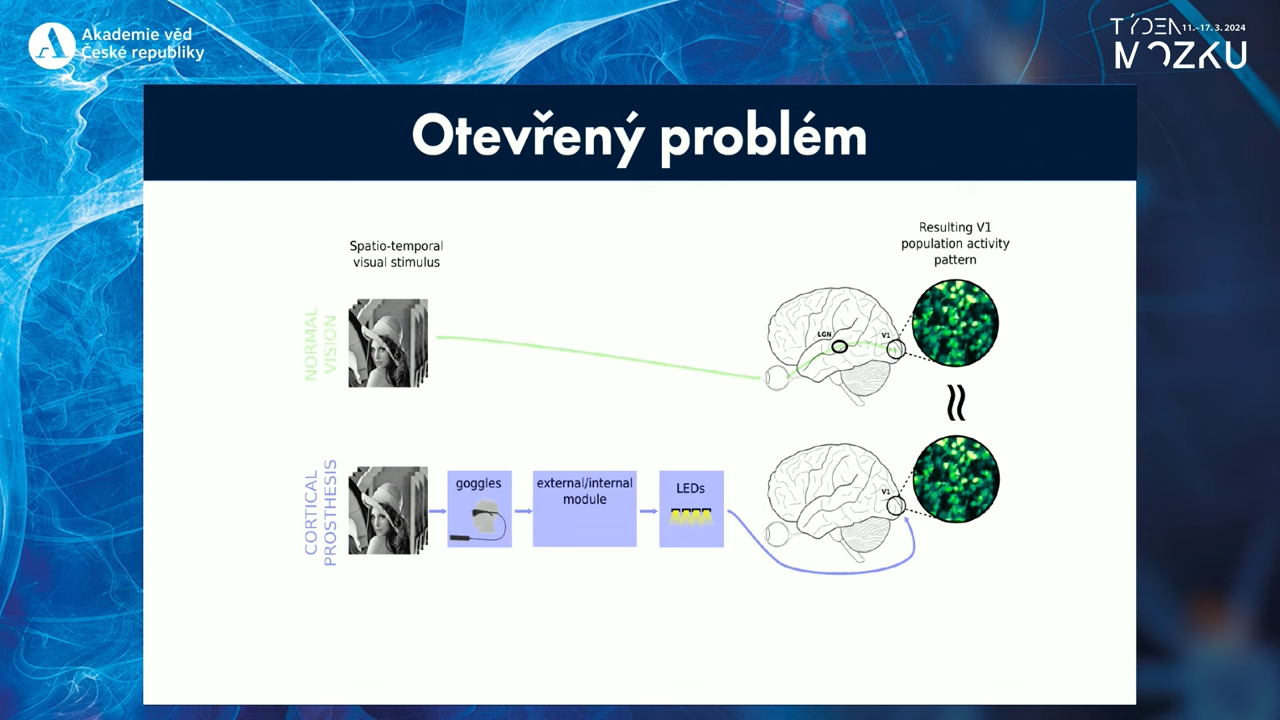 Akademie věd
České republiky
TÝDEN 11.–17. 3. 2024
MOZKU
Otevřený problém
Spatio-temporal
visual stimulus
Resulting V1
population activity
pattern
NORMAL
VISION
LGN
V1
CORTICAL
PROSTHESIS
goggles
external/internal
module
LEDs
V1